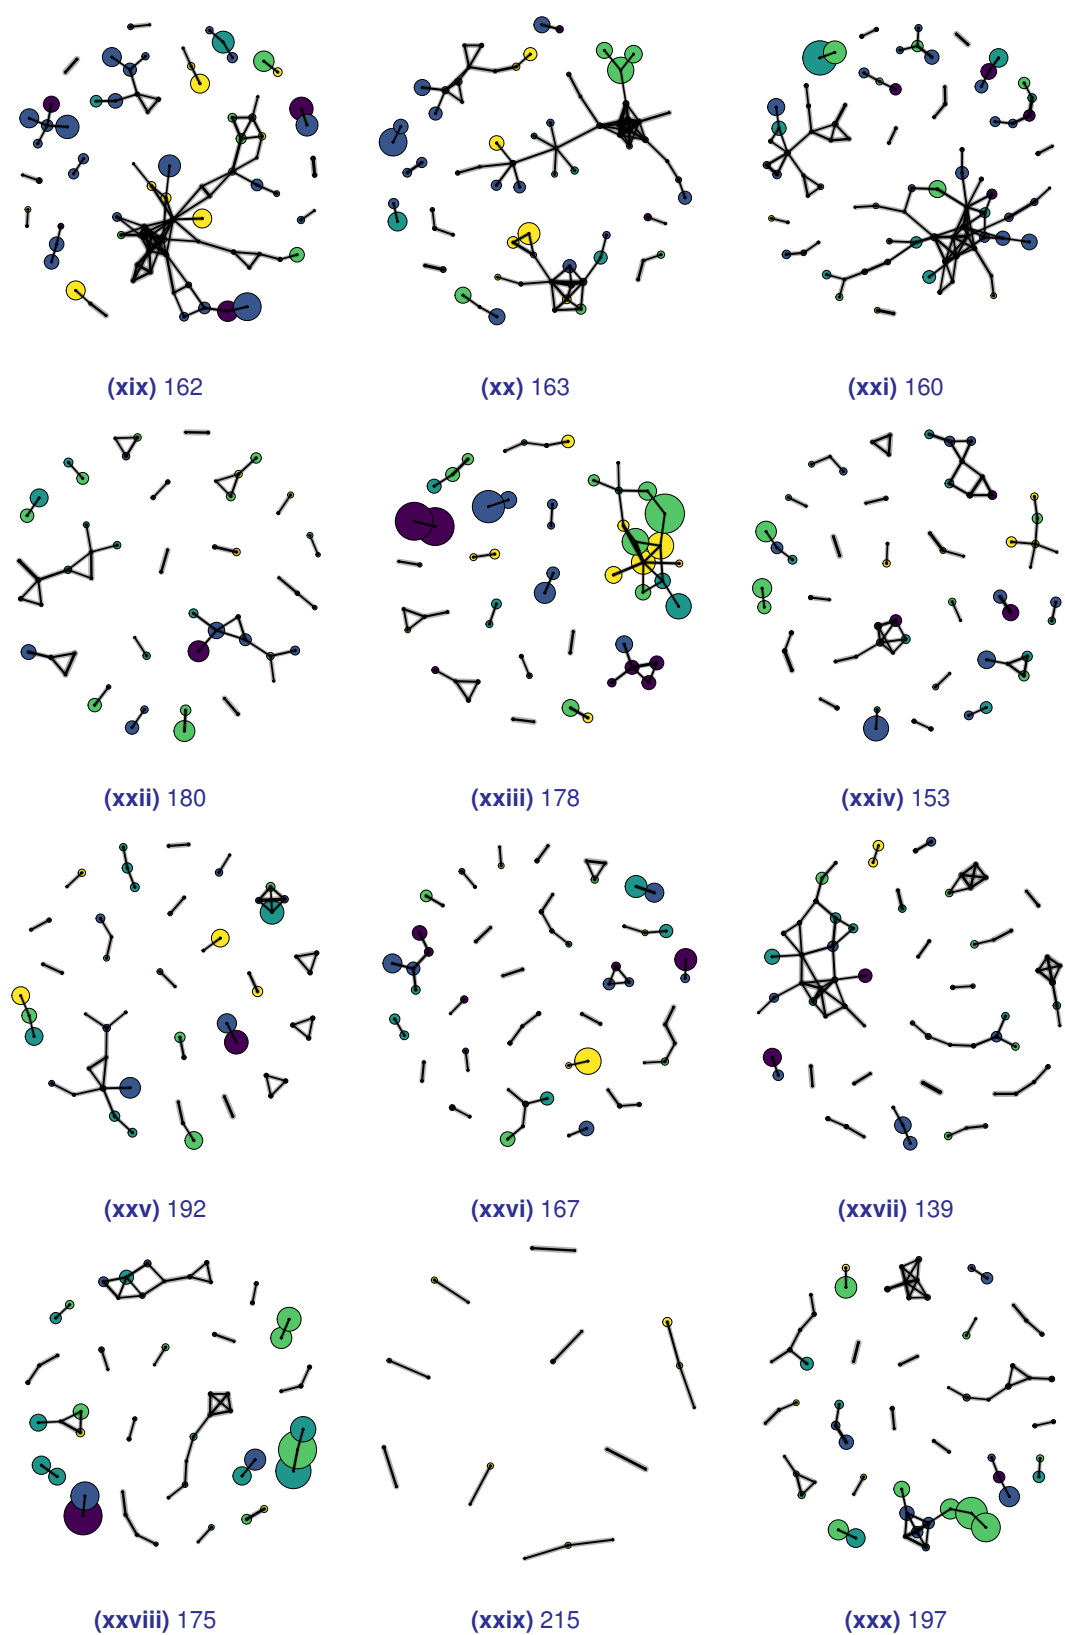 (xix) 162 (xx) 163 (xxi) 160
(xxii) 180 (xxiii) 178 (xxiv) 153
(xxv) 192 (xxvi) 167 (xxvii) 139
(xxviii) 175 (xxix) 215 (xxx) 197